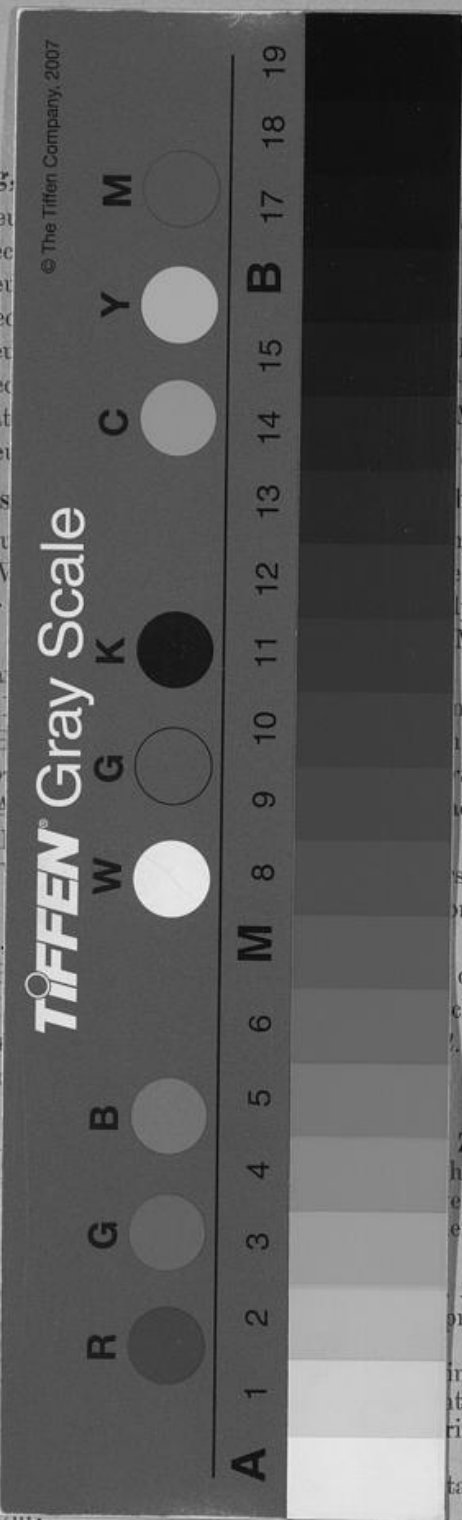 TIFFEN® Gray Scale
© The Tiffen Company, 2007
R G B W G K C Y M
A 1 2 3 4 5 6 M 8 9 10 11 12 13 14 15 B 17 18 19